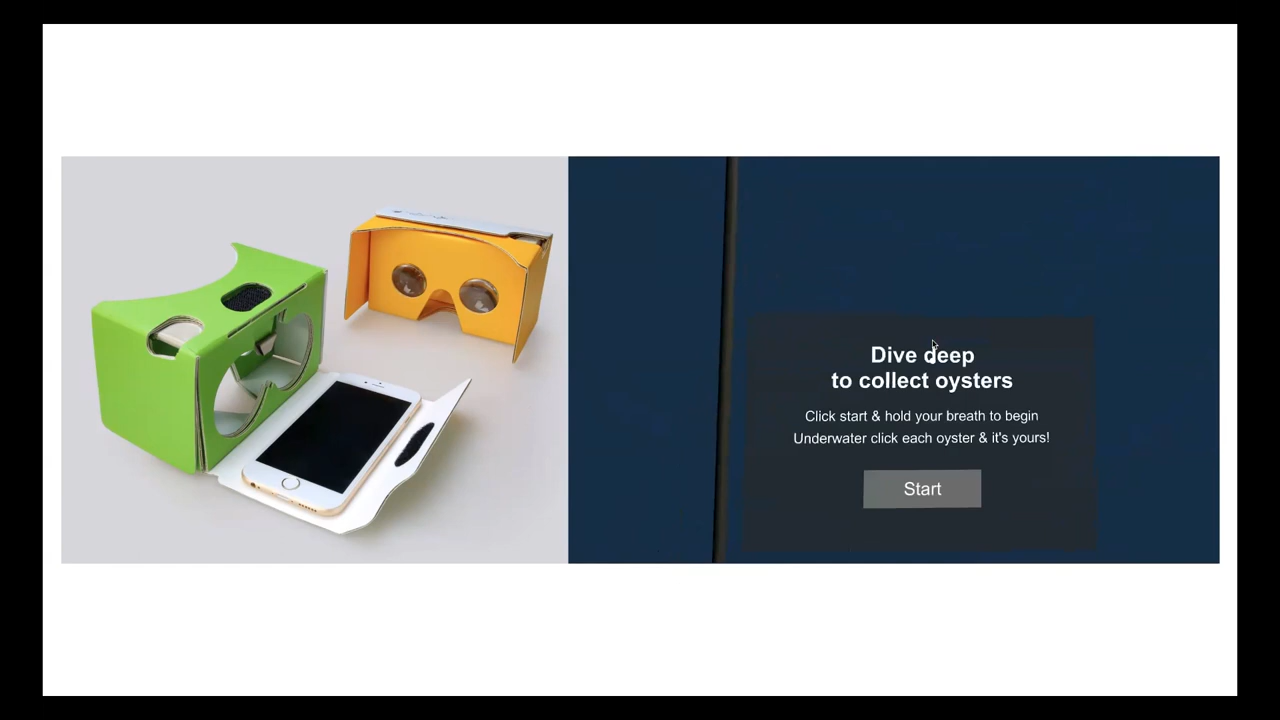 Dive deep
to collect oysters
Click start & hold your breath to begin
Underwater click each oyster & it's yours!
Start